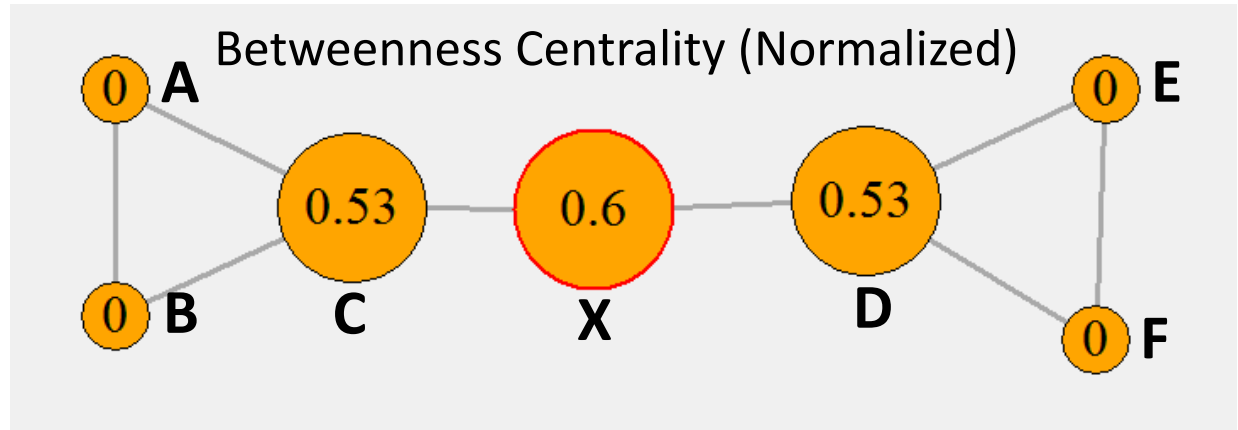 Betweenness Centrality (Normalized)
0 A
0 E
0.53
0.6
0.53
0 B
C
X
D
0 F